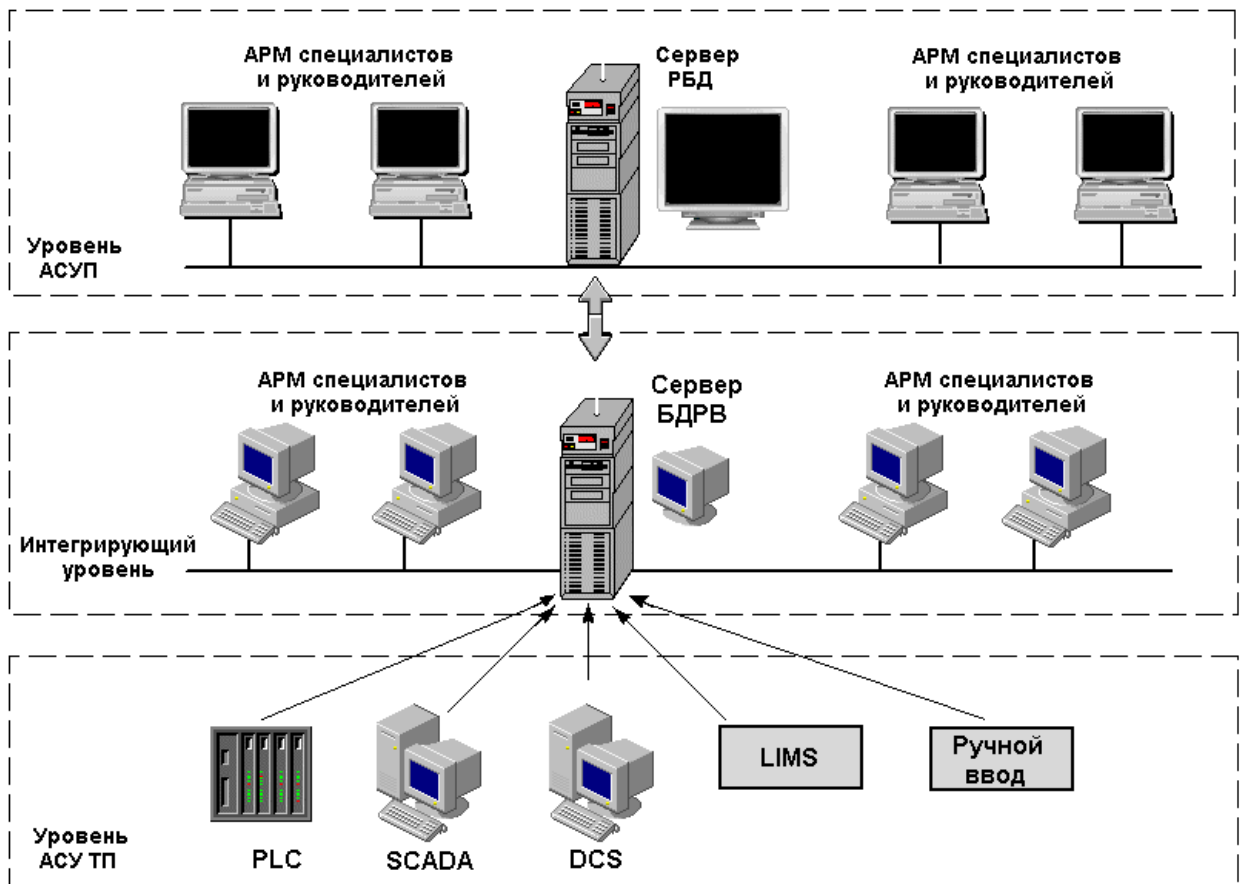 АРМ специалистов
и руководителей
Сервер
РБД
АРМ специалистов
и руководителей
Уровень
АСУП
АРМ специалистов
и руководителей
Сервер
БДРВ
АРМ специалистов
и руководителей
Интегрирующий
уровень
LIMS
Ручной
ввод
Уровень
АСУ ТП
PLC
SCADA
DCS